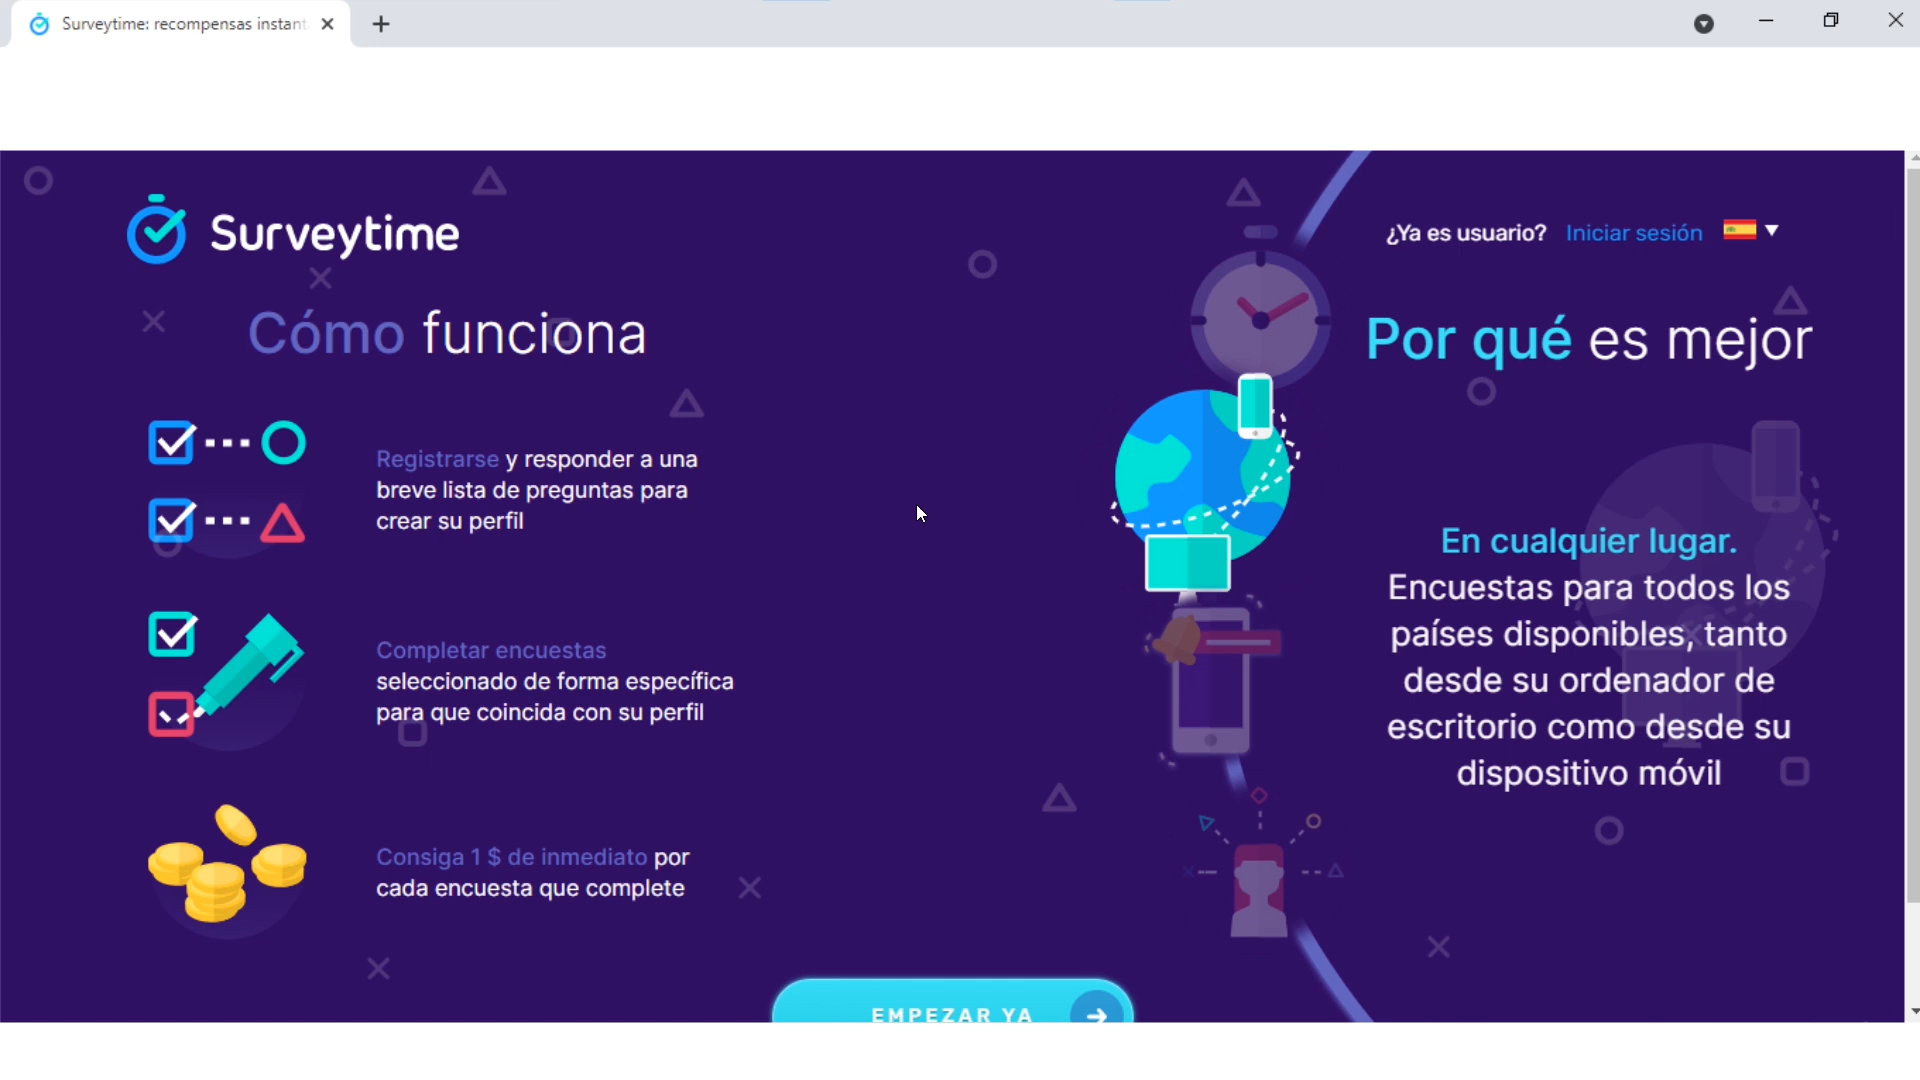 Surveytime: recompensas instant
Surveytime
¿Ya es usuario? Iniciar sesión
Cómo funciona
Registrarse y responder a una
breve lista de preguntas para
crear su perfil
Completar encuestas
seleccionado de forma específica
para que coincida con su perfil
Consiga 1 $ de inmediato por
cada encuesta que complete
Por qué es mejor
En cualquier lugar.
Encuestas para todos los
países disponibles, tanto
desde su ordenador de
escritorio como desde su
dispositivo móvil
EMPEZAR YA